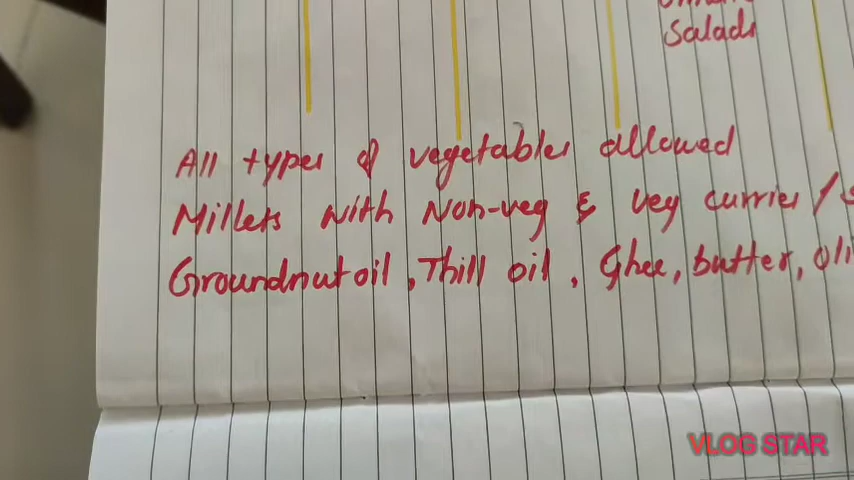 Salads
All types of vegetables allowed
Millets with Non-veg & veg curries /
Groundnut oil, Thill oil, Ghee, butter, oli
VLOG STAR